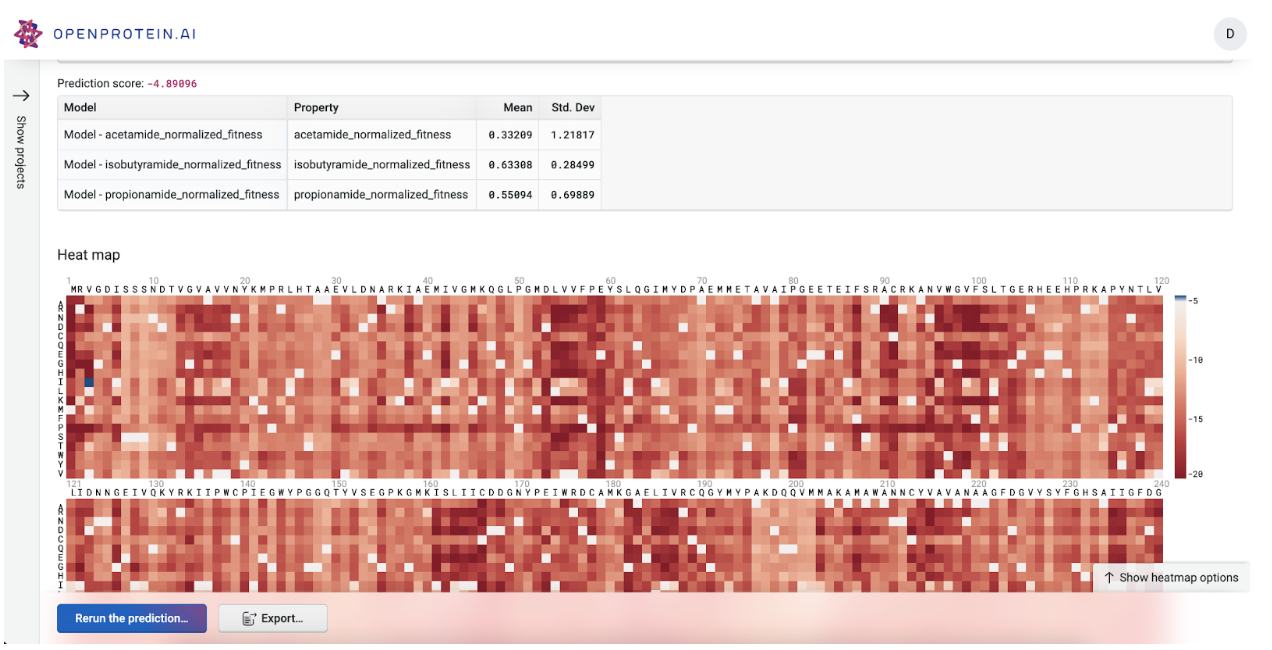 OPENPROTEIN.AI
D
Show projects
Prediction score: -4.89096
Model Property Mean Std. Dev
Model - acetamide_normalized_fitness acetamide_normalized_fitness 0.33209 1.21817
Model - isobutyramide_normalized_fitness isobutyramide_normalized_fitness 0.63308 0.28499
Model - propionamide_normalized_fitness propionamide_normalized_fitness 0.55094 0.69889
Heat map
1 10 20 30 40 50 60 70 80 90 100 110 120
M R V G D I S S S N D T V G V A V V N Y K M P R L H T A A E V L D N A R K I A E M I V G M K Q G L P G M D L V V F P E Y S L Q G I M Y D P A E M M E T A V A I P G E E T E I F S R A C R K A N V W G V F S L T G E R H E E H P R K A P Y N T L V
A
R
N
D
C
Q
E
G
H
I
L
K
M
F
P
S
T
W
Y
V
-5
-10
-15
-20
121 130 140 150 160 170 180 190 200 210 220 230 240
L I D N N G E I V Q K Y R K I I P W C P I E G W Y P G G Q T Y V S E G P K G M K I S L I I C D D G N Y P E I W R D C A M K G A E L I V R C Q G Y M Y P A K D Q Q V M M A K A M A W A N N C Y V A V A N A A G F D G V Y S Y F G H S A I I G F D G
A
R
N
D
C
Q
E
G
H
I
Show heatmap options
Rerun the prediction...
Export...